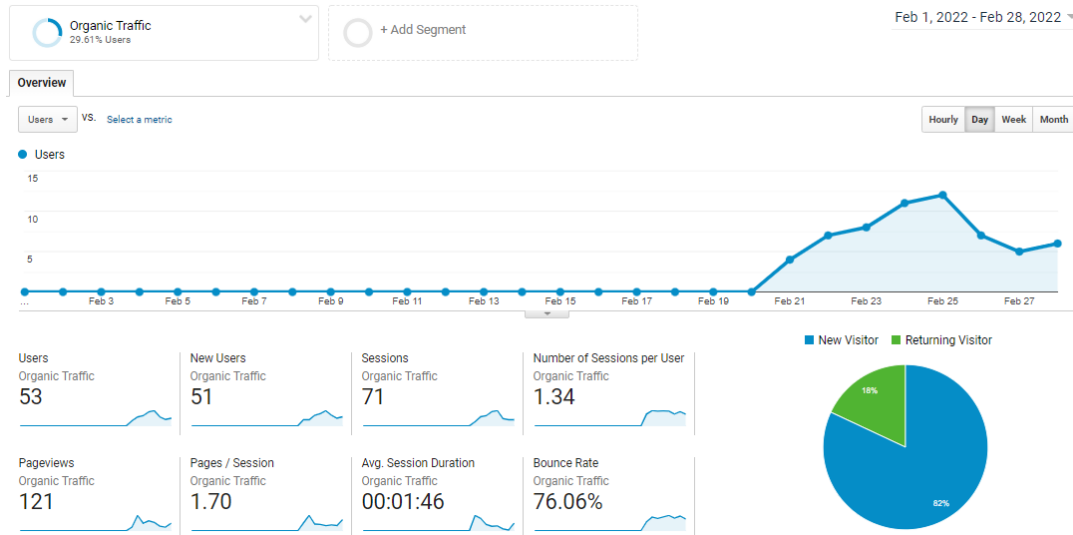 Organic Traffic
29.61% Users
+ Add Segment
Feb 1, 2022 - Feb 28, 2022
Overview
Users VS. Select a metric
Hourly Day Week Month
Users
15
10
5
... Feb 3 Feb 5 Feb 7 Feb 9 Feb 11 Feb 13 Feb 15 Feb 17 Feb 19 Feb 21 Feb 23 Feb 25 Feb 27
New Visitor Returning Visitor
Users New Users Sessions Number of Sessions per User
Organic Traffic Organic Traffic Organic Traffic Organic Traffic
53 51 71 1.34
18%
Pageviews Pages / Session Avg. Session Duration Bounce Rate
Organic Traffic Organic Traffic Organic Traffic Organic Traffic
121 1.70 00:01:46 76.06%
82%